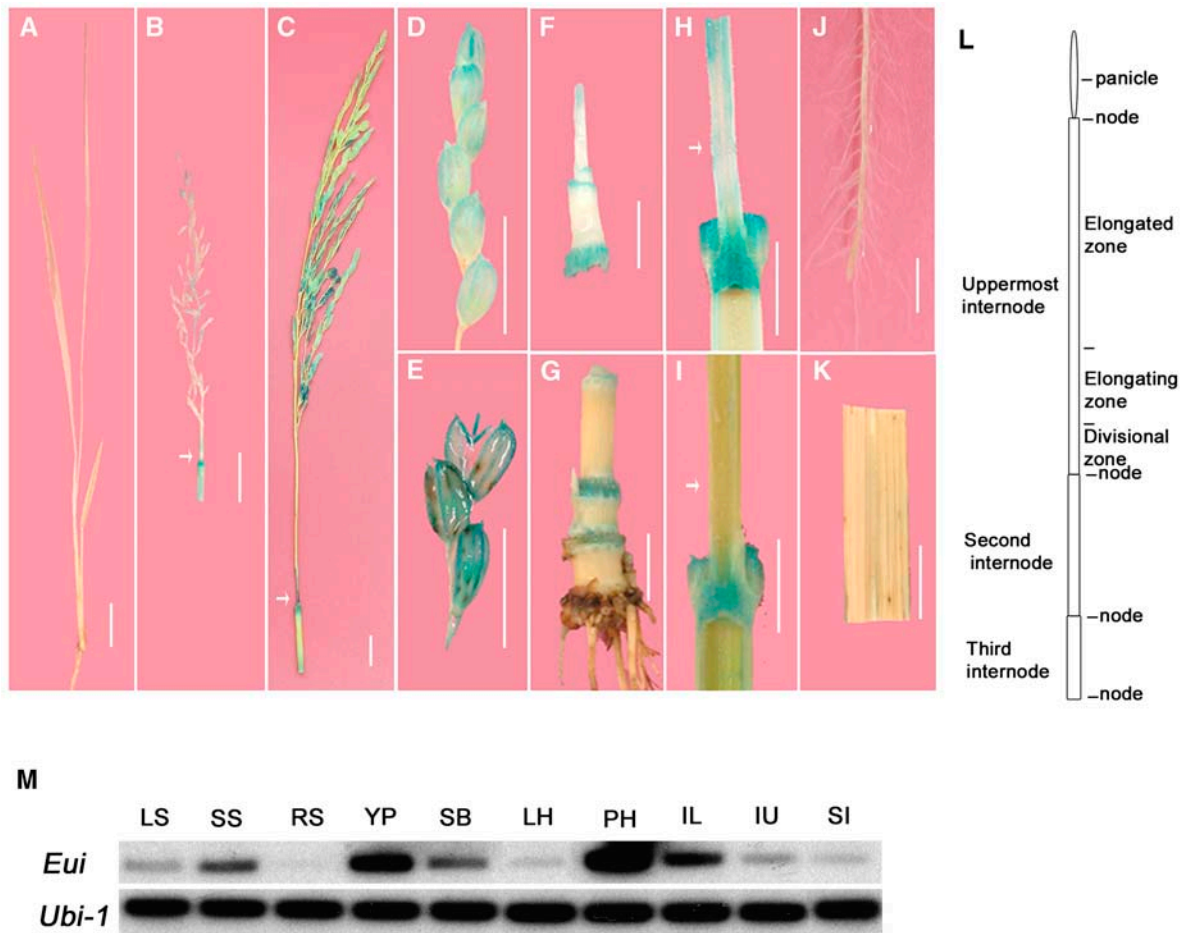 A
B
C
D
F
H
J
L
panicle
node
Elongated
zone
Uppermost
internode
Elongating
zone
Divisional
zone
node
E
G
I
K
Second
internode
node
Third
internode
node
M
LS SS RS YP SB LH PH IL IU SI
Eui
Ubi-1